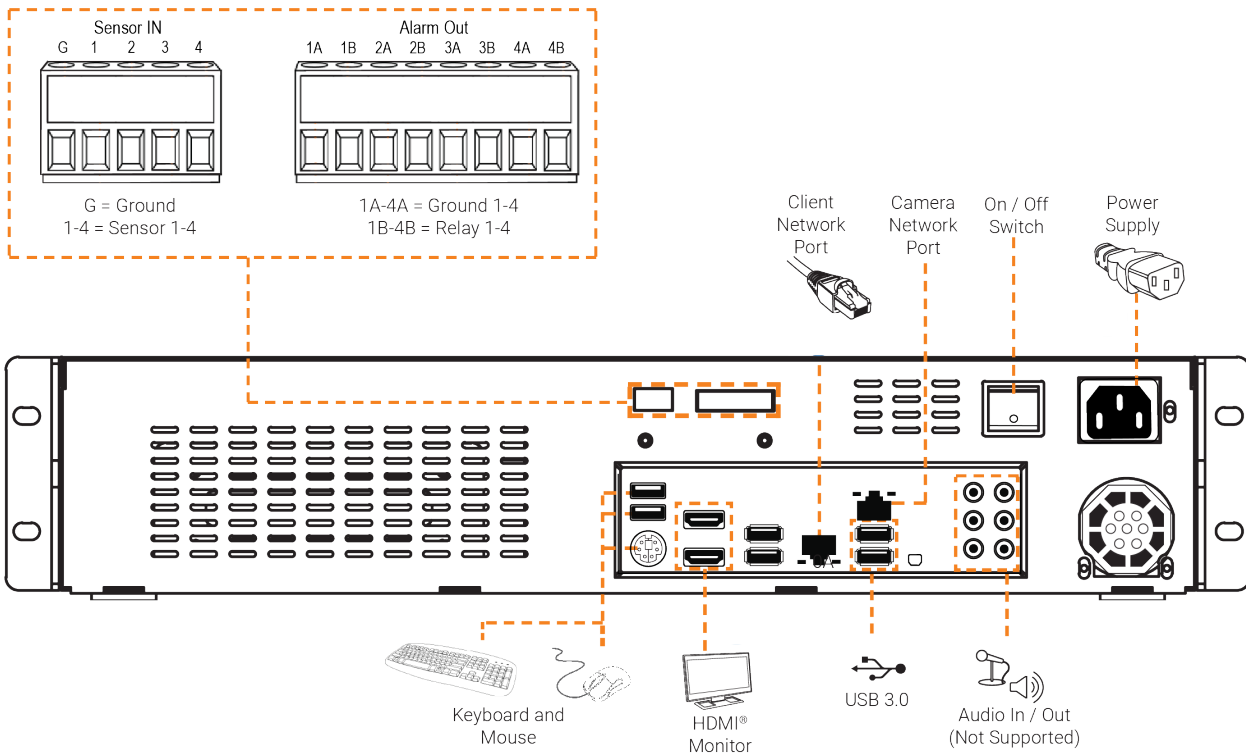 Sensor IN
G 1 2 3 4
Alarm Out
1A 1B 2A 2B 3A 3B 4A 4B
G = Ground
1-4 = Sensor 1-4
1A-4A = Ground 1-4
1B-4B = Relay 1-4
Client
Network
Port
Camera
Network
Port
On / Off
Switch
Power
Supply
Keyboard and
Mouse
HDMI®
Monitor
USB 3.0
Audio In / Out
(Not Supported)